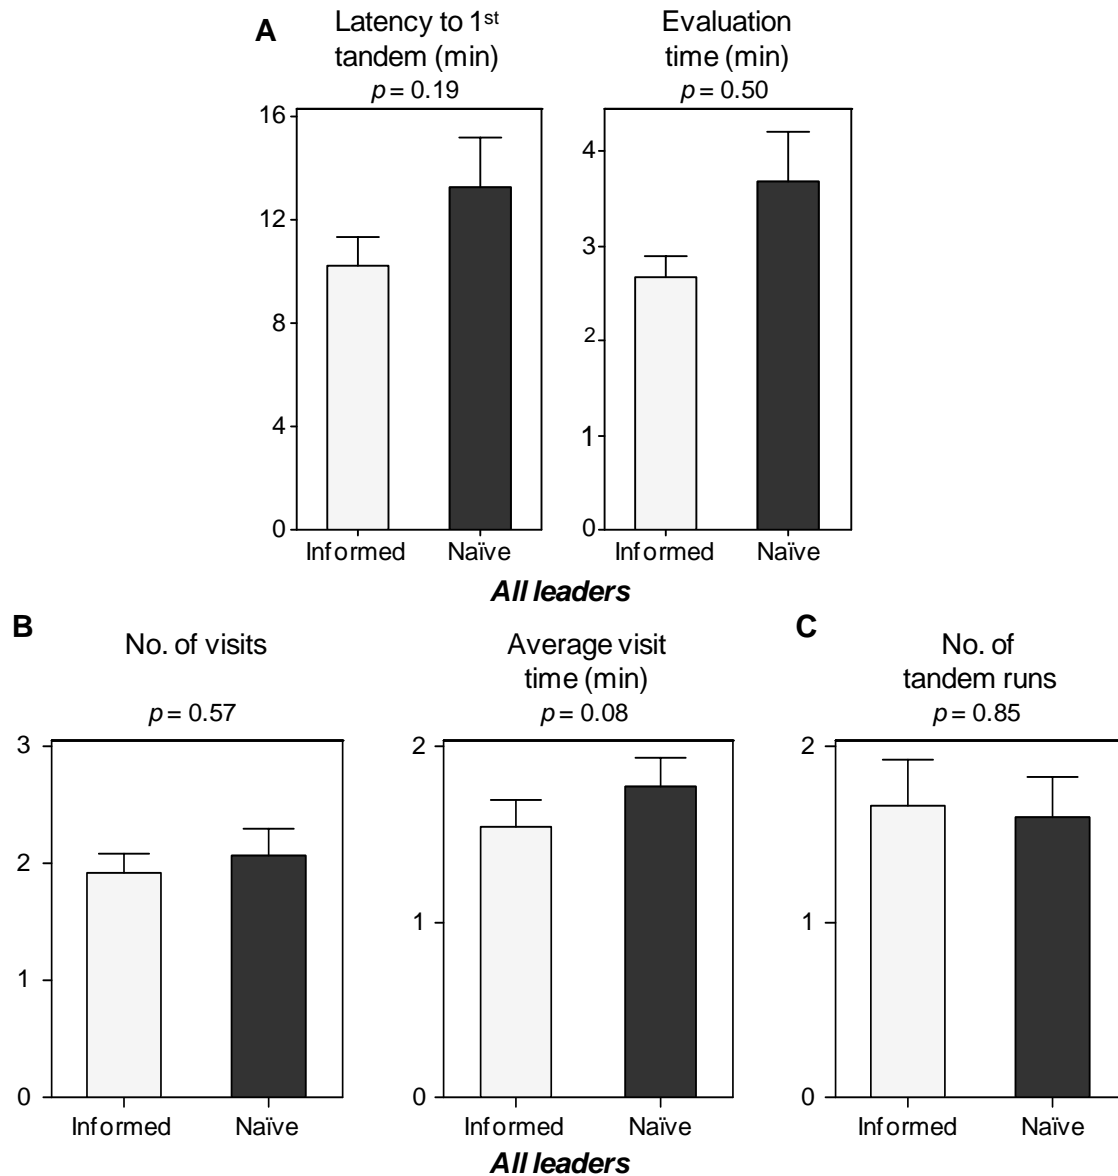 A
Latency to 1st
tandem (min)
p = 0.19
16
12
8
4
0
Informed Naïve
Evaluation
time (min)
p = 0.50
4
3
2
1
0
Informed Naïve
All leaders
B
No. of visits
p = 0.57
3
2
1
0
Informed Naïve
Average visit
time (min)
p = 0.08
2
1
0
Informed Naïve
All leaders
C
No. of
tandem runs
p = 0.85
2
1
0
Informed Naïve